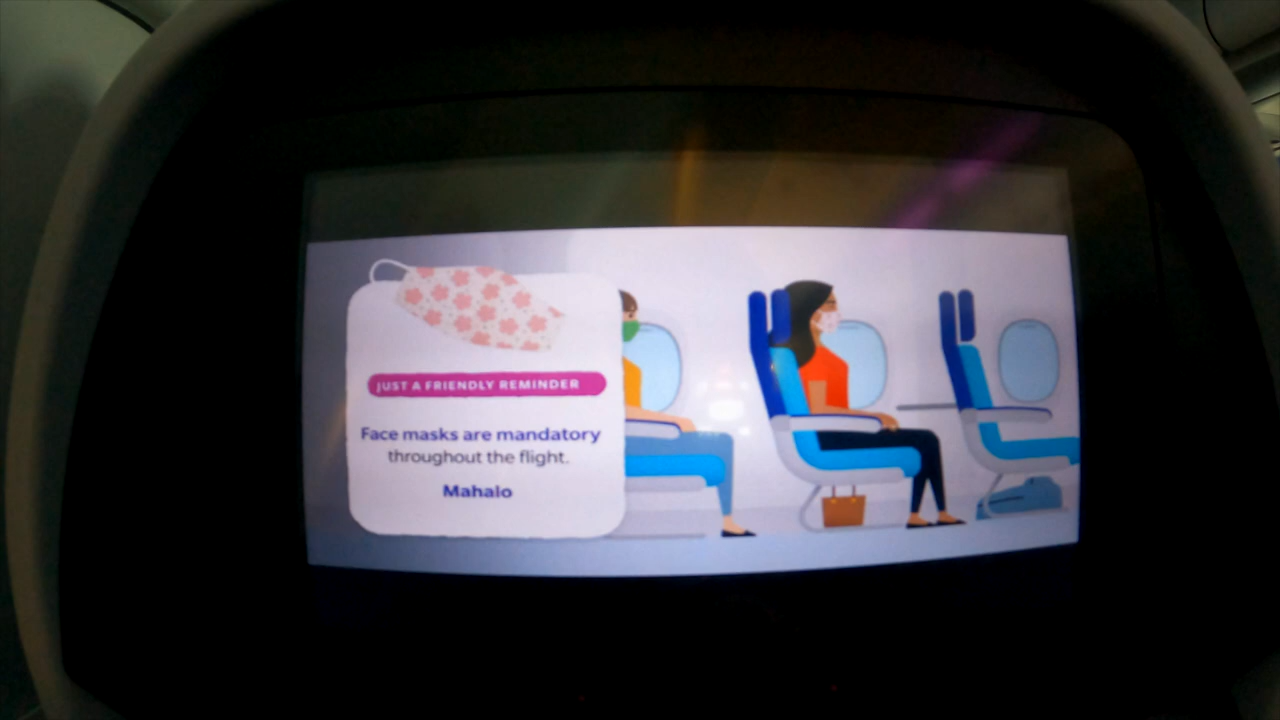 JUST A FRIENDLY REMINDER
Face masks are mandatory
throughout the flight.
Mahalo